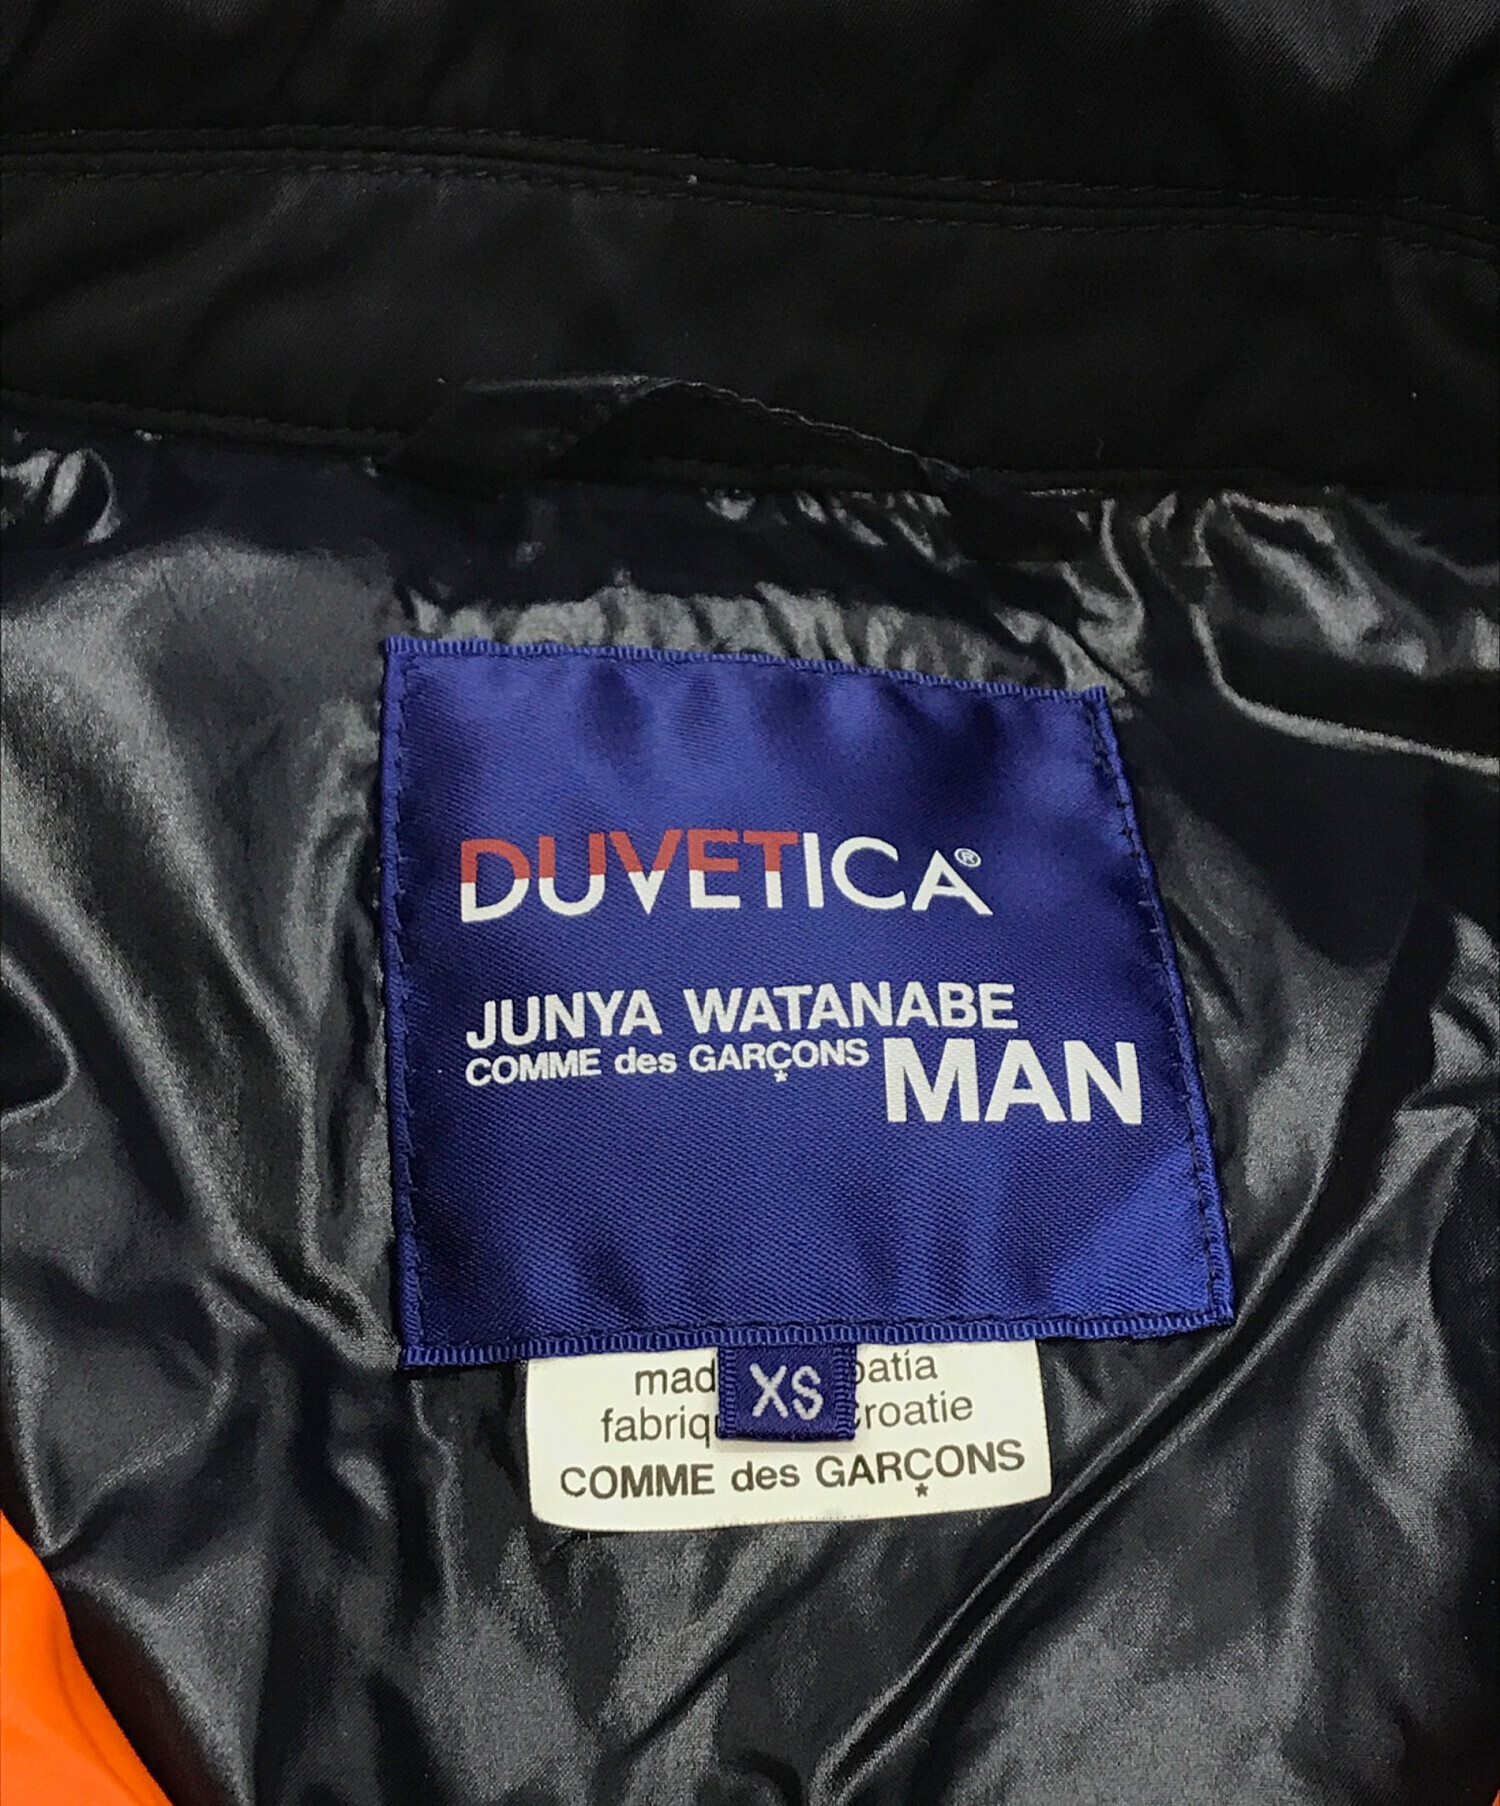 DUVETICA®
JUNYA WATANABE
COMME des GARÇONS MAN
XS
COMME des GARÇONS